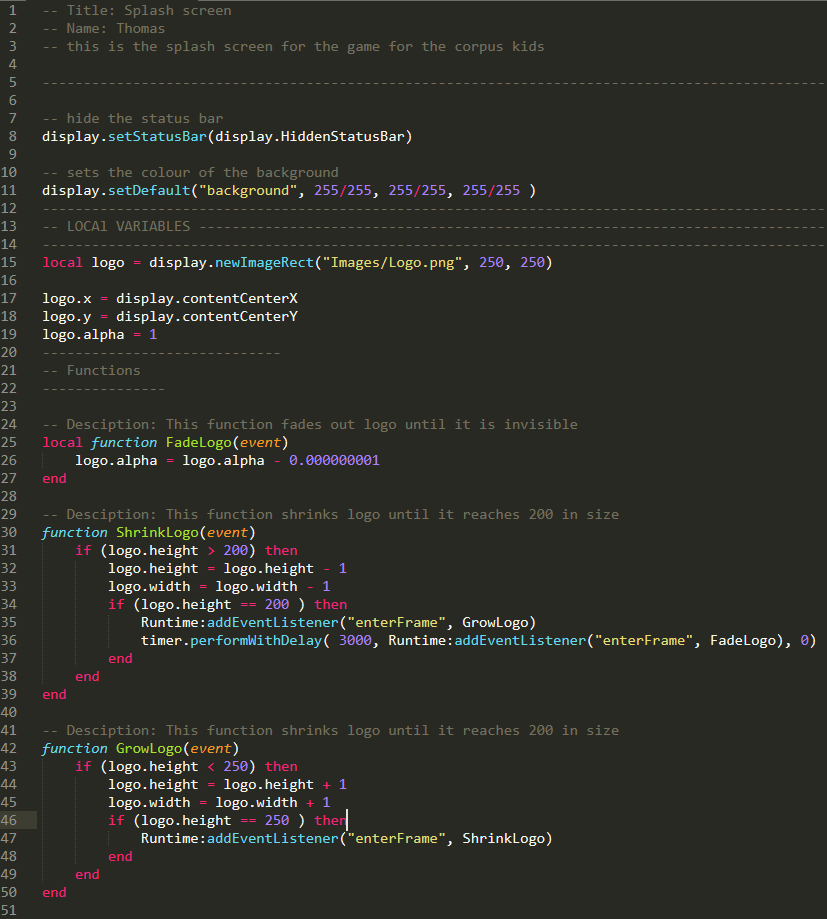 1 -- Title: Splash screen
2 -- Name: Thomas
3 -- this is the splash screen for the game for the corpus kids
4
5 -----------------------------------------------------------------------------------------------
6
7 -- hide the status bar
8 display.setStatusBar(display.HiddenStatusBar)
9
10 -- sets the colour of the background
11 display.setDefault("background", 255/255, 255/255, 255/255 )
12 -----------------------------------------------------------------------------------------------
13 -- LOCAl VARIABLES ----------------------------------------------------------------------------
14 -----------------------------------------------------------------------------------------------
15 local logo = display.newImageRect("Images/Logo.png", 250, 250)
16
17 logo.x = display.contentCenterX
18 logo.y = display.contentCenterY
19 logo.alpha = 1
20 -----------------------------
21 -- Functions
22 ---------------
23
24 -- Desciption: This function fades out logo until it is invisible
25 local function FadeLogo(event)
26     logo.alpha = logo.alpha - 0.000000001
27 end
28
29 -- Desciption: This function shrinks logo until it reaches 200 in size
30 function ShrinkLogo(event)
31     if (logo.height > 200) then
32         logo.height = logo.height - 1
33         logo.width = logo.width - 1
34         if (logo.height == 200 ) then
35             Runtime:addEventListener("enterFrame", GrowLogo)
36             timer.performWithDelay( 3000, Runtime:addEventListener("enterFrame", FadeLogo), 0)
37         end
38     end
39 end
40
41 -- Desciption: This function shrinks logo until it reaches 200 in size
42 function GrowLogo(event)
43     if (logo.height < 250) then
44         logo.height = logo.height + 1
45         logo.width = logo.width + 1
46         if (logo.height == 250 ) then
47             Runtime:addEventListener("enterFrame", ShrinkLogo)
48         end
49     end
50 end
51